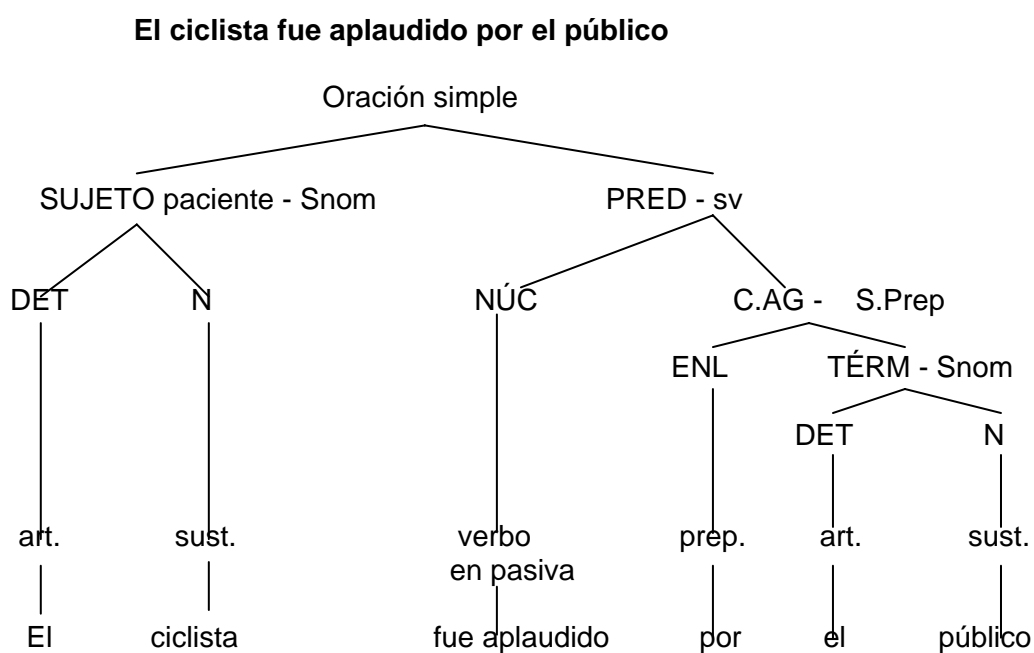 El ciclista fue aplaudido por el público
Oración simple
SUJETO paciente - Snom PRED - sv
DET N NÚC C.AG - S.Prep
ENL TÉRM - Snom
DET N
art. sust. verbo prep. art. sust.
en pasiva
El ciclista fue aplaudido por el público